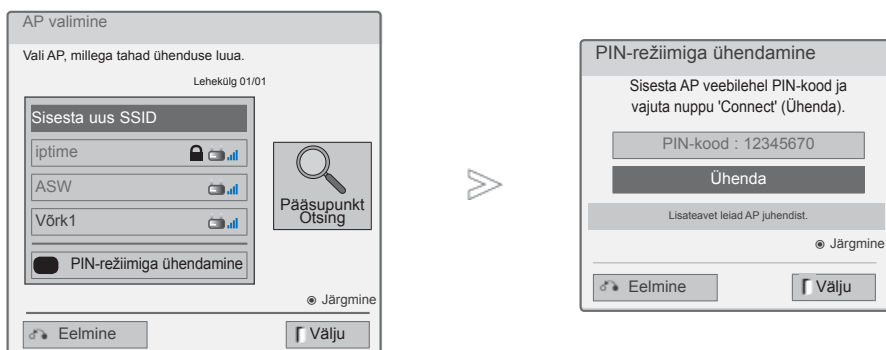 AP valimine
Vali AP, millega tahad ühenduse luua.
Lehekülg 01/01
Sisesta uus SSID
iptime
ASW
Võrk1
PIN-režiimiga ühendamine
Pääsupunkt
Otsing
Järgmine
Eelmine
Välju
PIN-režiimiga ühendamine
Sisesta AP veebilehel PIN-kood ja
vajuta nuppu 'Connect' (Ühenda).
PIN-kood : 12345670
Ühenda
Lisateavet leiad AP juhendist.
Järgmine
Eelmine
Välju